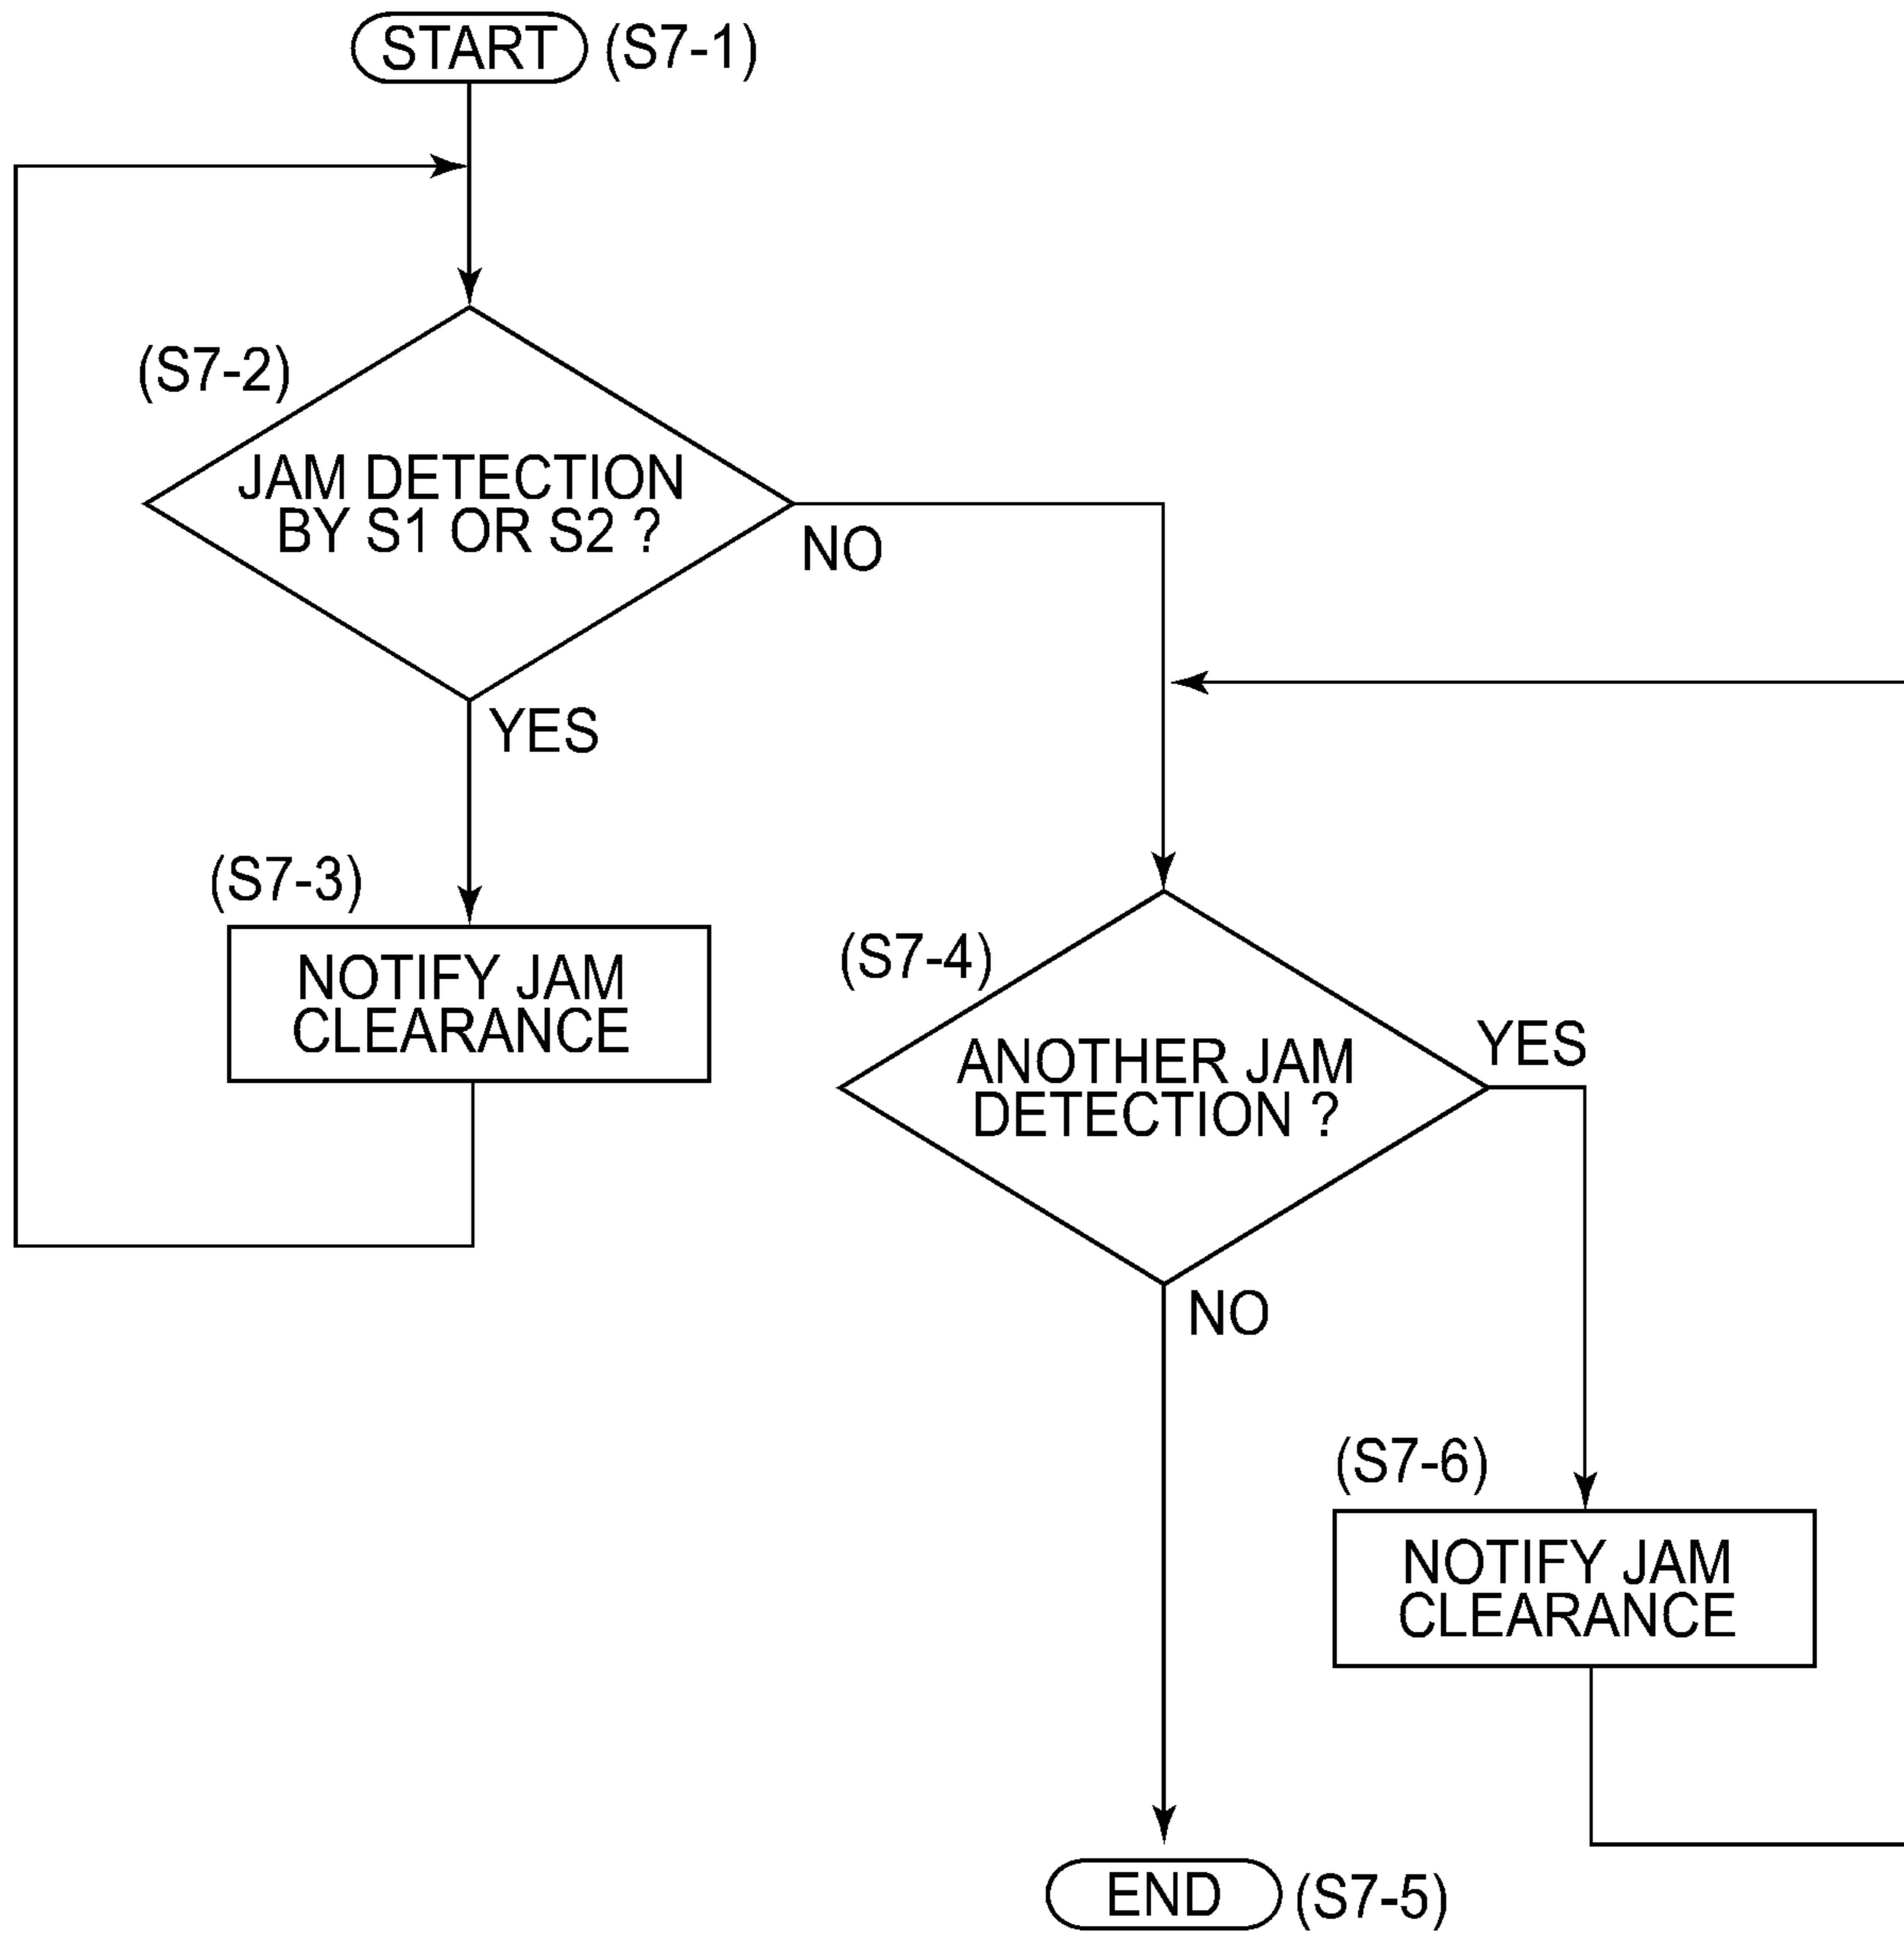 START (S7-1)
(S7-2)
JAM DETECTION
BY S1 OR S2 ?
NO
YES
(S7-3)
NOTIFY JAM
CLEARANCE
(S7-4)
ANOTHER JAM
DETECTION ?
YES
NO
(S7-6)
NOTIFY JAM
CLEARANCE
END (S7-5)